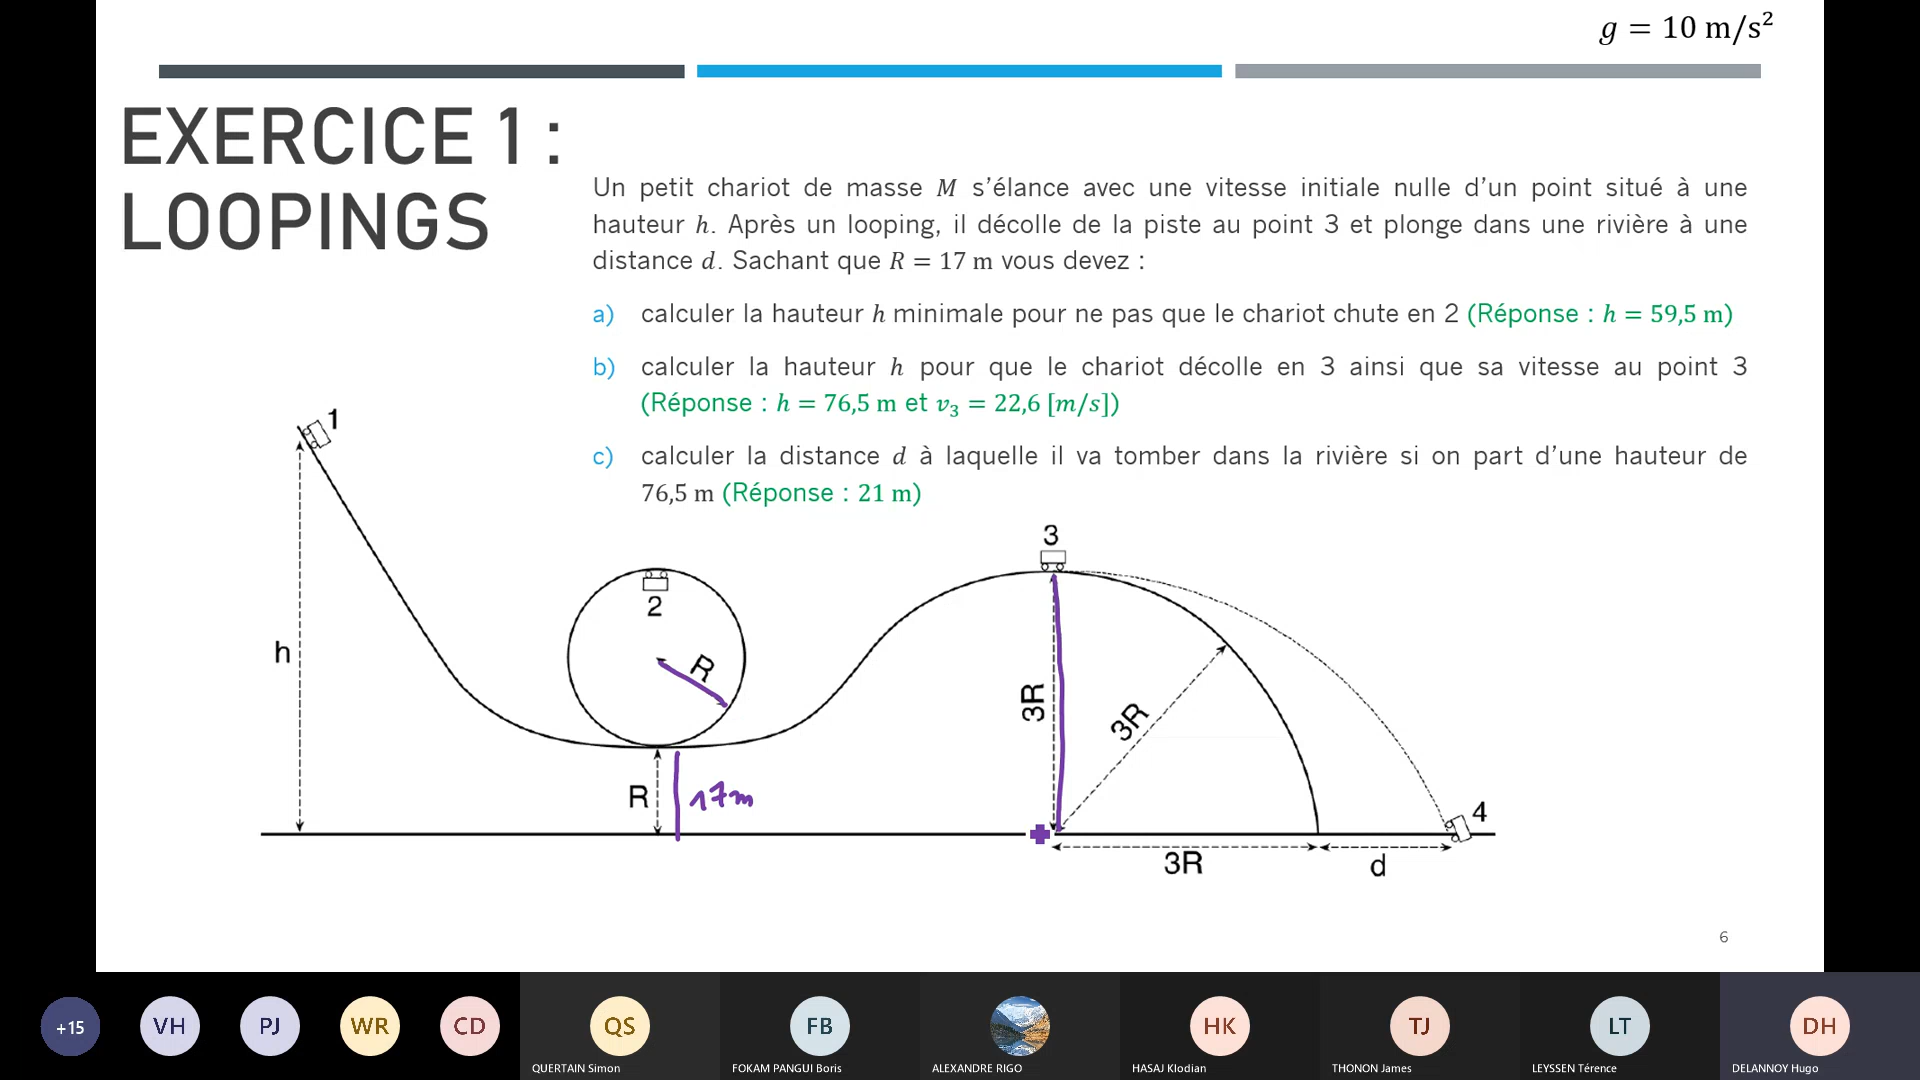 g = 10 m/s²
EXERCICE 1 :
LOOPINGS
Un petit chariot de masse M s’élance avec une vitesse initiale nulle d’un point situé à une
hauteur h. Après un looping, il décolle de la piste au point 3 et plonge dans une rivière à une
distance d. Sachant que R = 17 m vous devez :
a) calculer la hauteur h minimale pour ne pas que le chariot chute en 2 (Réponse : h = 59,5 m)
b) calculer la hauteur h pour que le chariot décolle en 3 ainsi que sa vitesse au point 3
(Réponse : h = 76,5 m et v₃ = 22,6 [m/s])
c) calculer la distance d à laquelle il va tomber dans la rivière si on part d’une hauteur de
76,5 m (Réponse : 21 m)
1
3
2
h
R
3R
3R
R
17m
4
3R
d
6
+15
VH
PJ
WR
CD
QS
FB
HK
TJ
LT
DH
QUERTAIN Simon
FOKAM PANGUI Boris
ALEXANDRE RIGO
HASAJ Klodian
THONON James
LEYSSEN Térence
DELANNOY Hugo